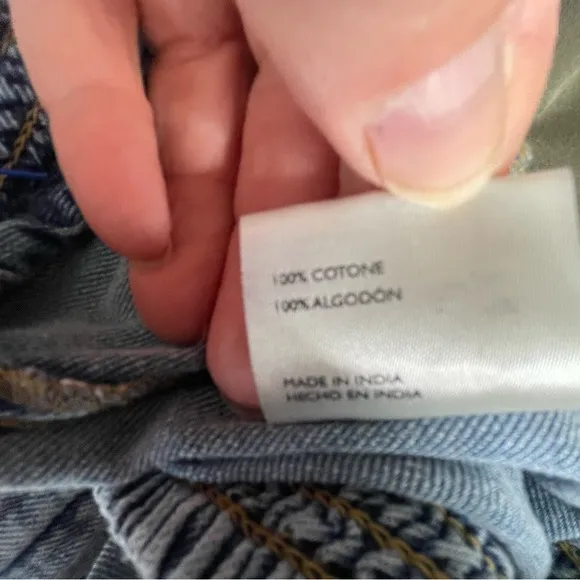 100% COTONE
100% ALGODÓN
MADE IN INDIA
HECHO EN INDIA